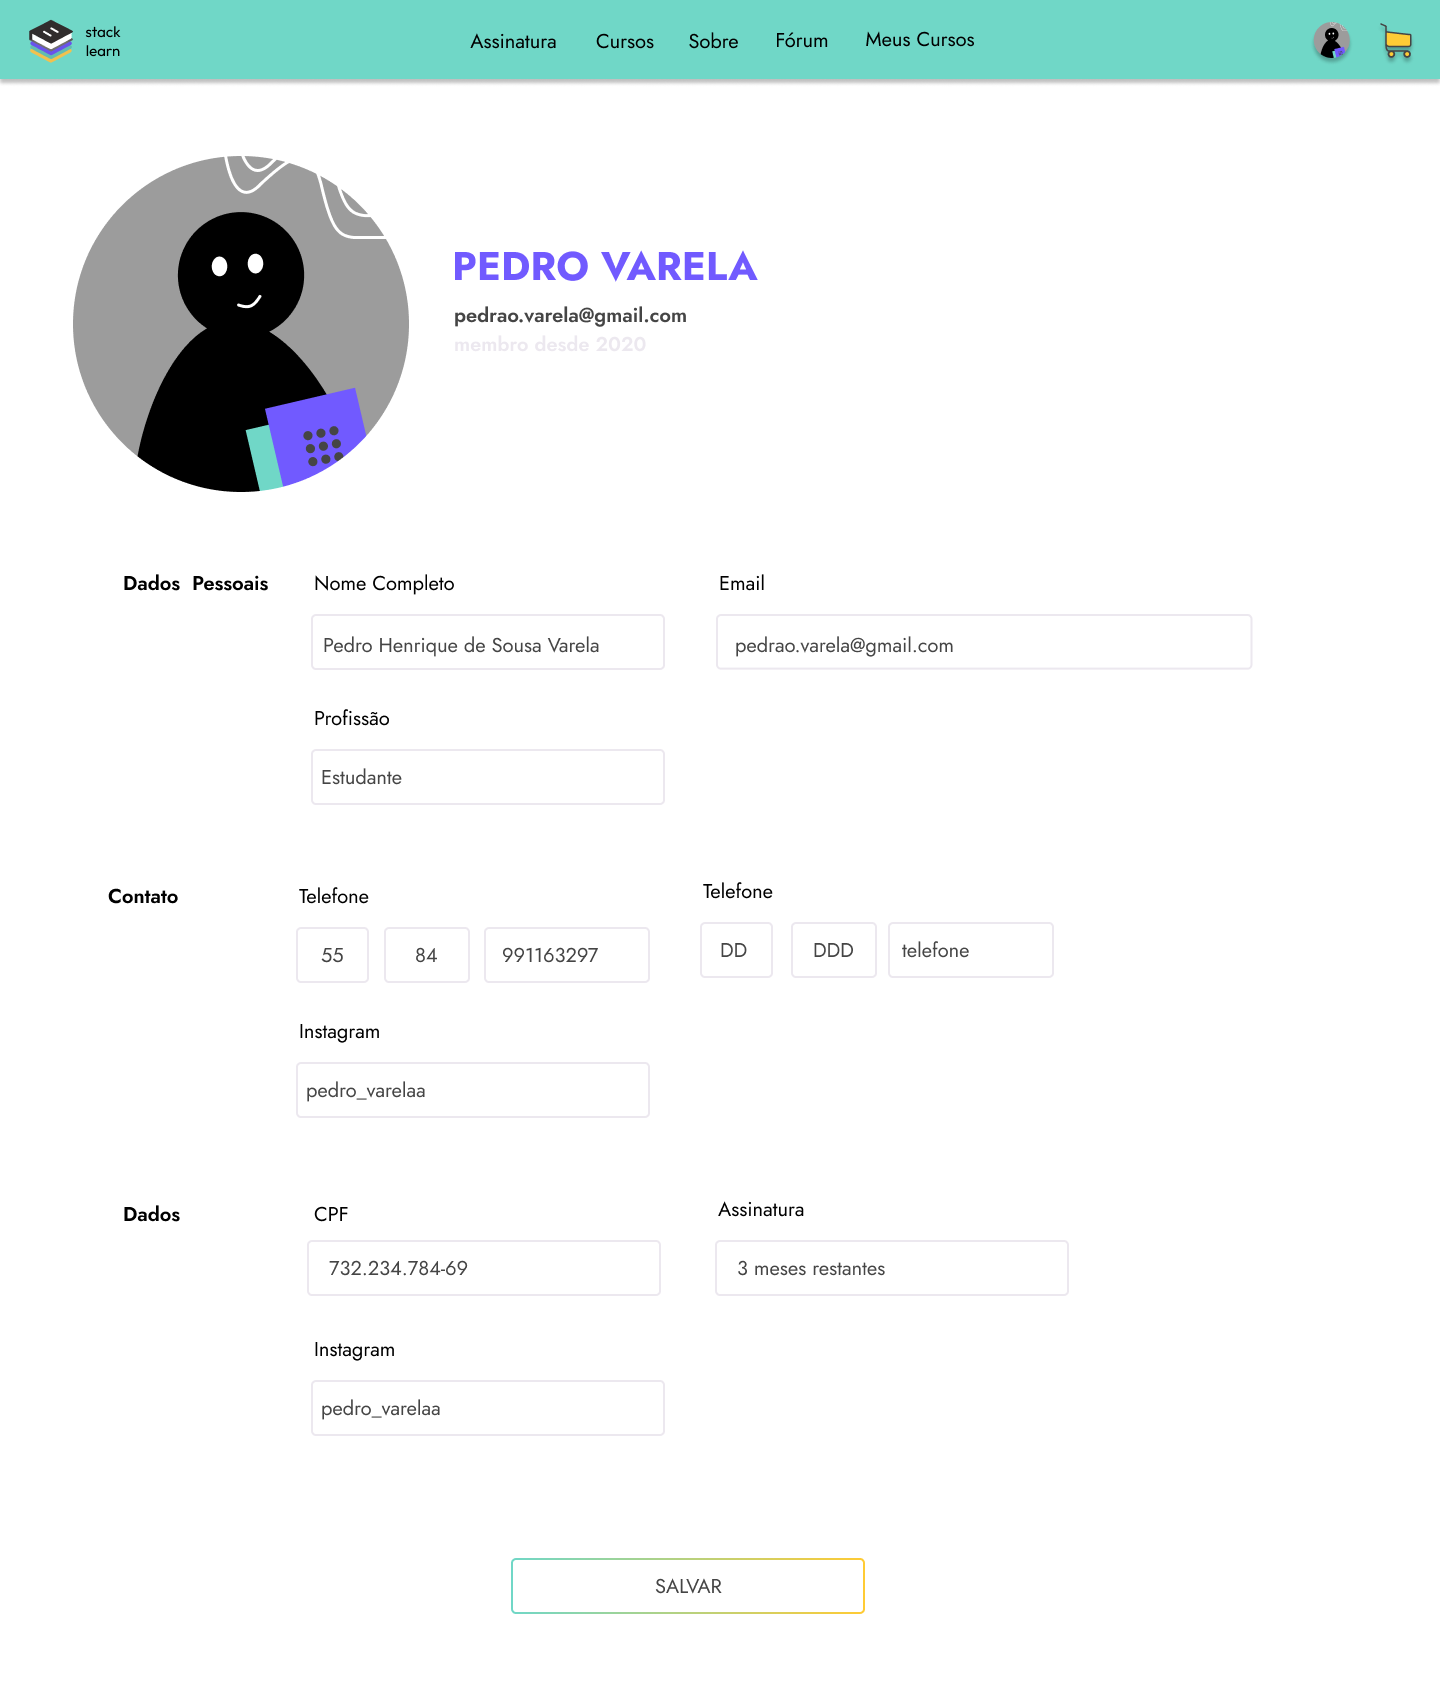 stack
learn
Assinatura Cursos Sobre Fórum Meus Cursos
PEDRO VARELA
pedrao.varela@gmail.com
membro desde 2020
Dados Pessoais
Nome Completo
Email
Pedro Henrique de Sousa Varela
pedrao.varela@gmail.com
Profissão
Estudante
Contato
Telefone
Telefone
55 84 991163297
DD DDD telefone
Instagram
pedro_varelaa
Dados
CPF
Assinatura
732.234.784-69
3 meses restantes
Instagram
pedro_varelaa
SALVAR